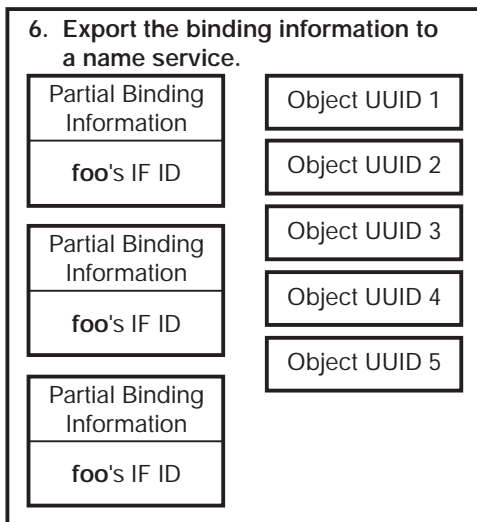 6. Export the binding information to
a name service.
Partial Binding
Information
foo's IF ID
Partial Binding
Information
foo's IF ID
Partial Binding
Information
foo's IF ID
Object UUID 1
Object UUID 2
Object UUID 3
Object UUID 4
Object UUID 5